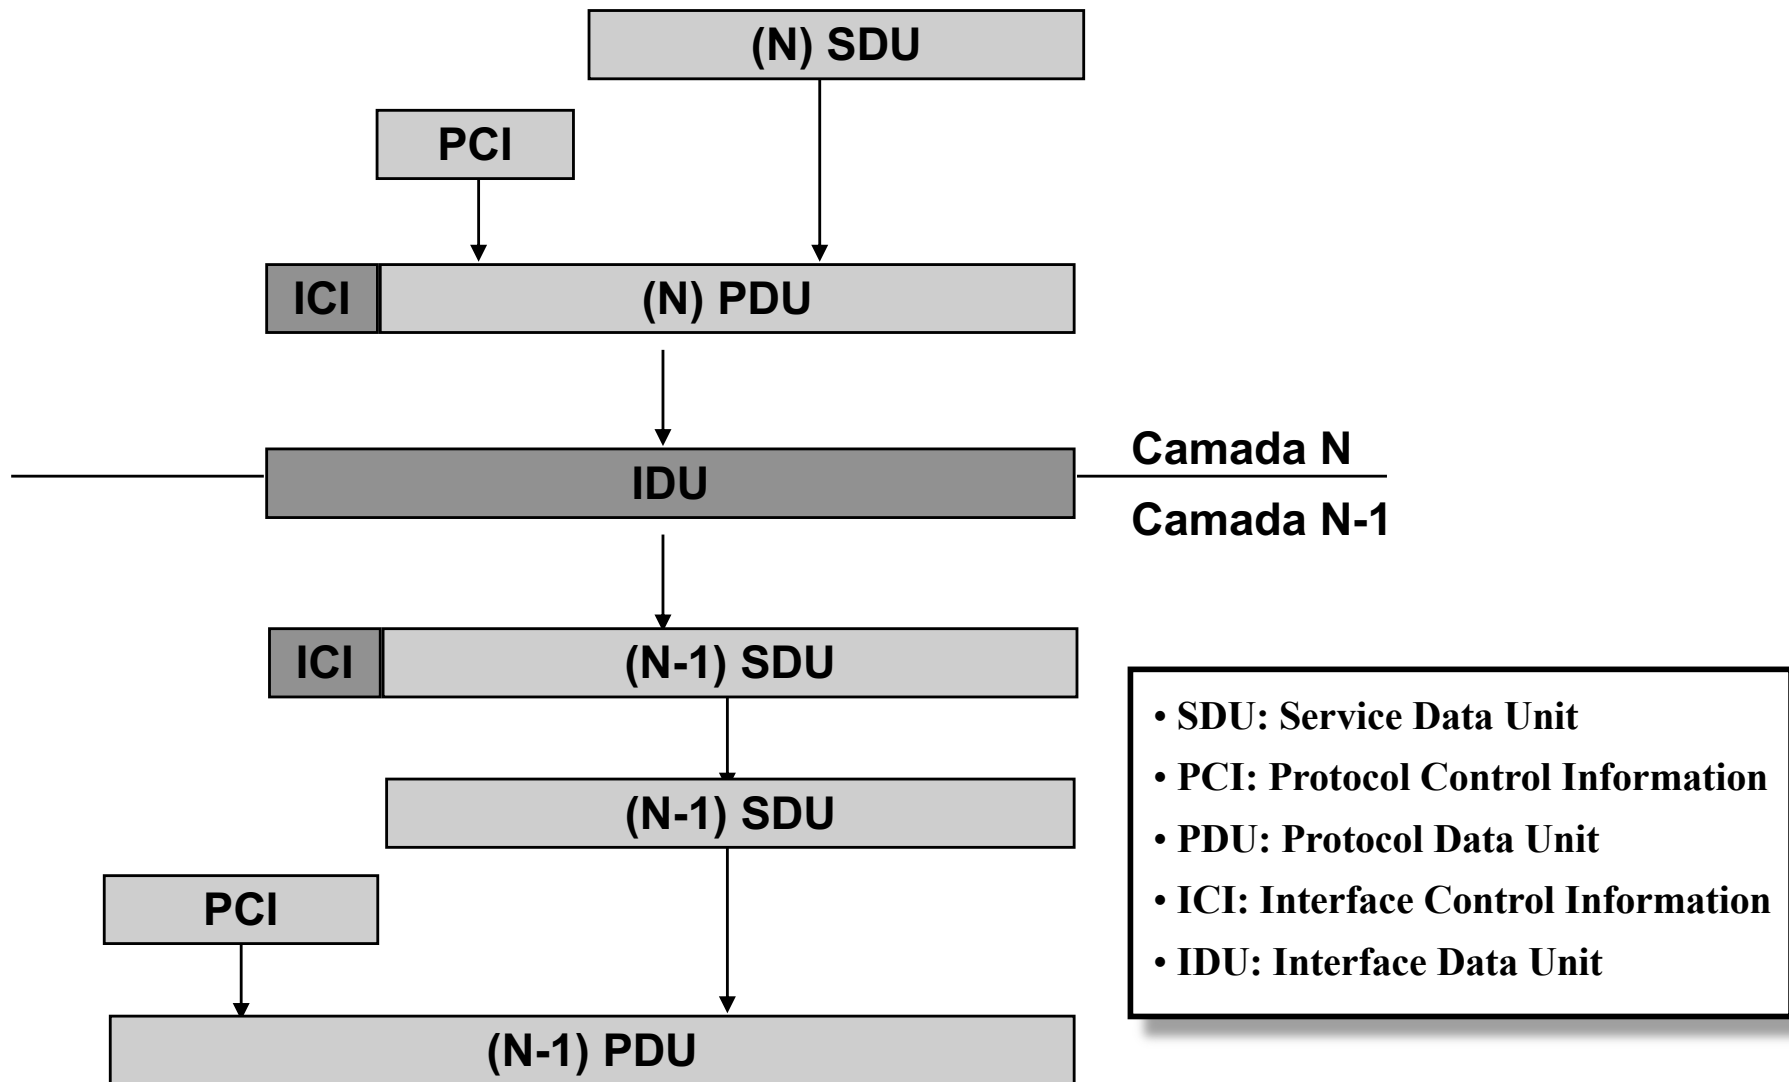 (N) SDU
PCI
ICI
(N) PDU
IDU
Camada N
Camada N-1
ICI
(N-1) SDU
(N-1) SDU
PCI
(N-1) PDU
• SDU: Service Data Unit
• PCI: Protocol Control Information
• PDU: Protocol Data Unit
• ICI: Interface Control Information
• IDU: Interface Data Unit